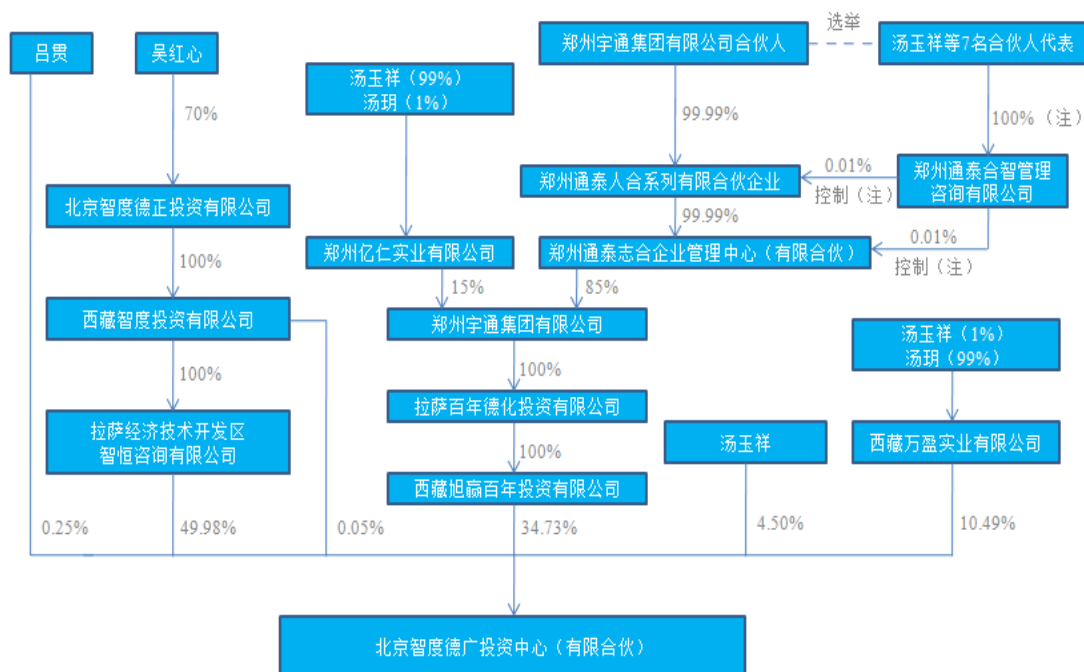 选举
吕贯
吴红心
郑州宇通集团有限公司合伙人
汤玉祥等7名合伙人代表
汤玉祥（99%）
汤玥（1%）
70%
99.99%
100%（注）
0.01%
控制（注）
北京智度德正投资有限公司
郑州通泰人合系列有限合伙企业
郑州通泰合智管理
咨询有限公司
99.99%
0.01%
控制（注）
100%
郑州亿仁实业有限公司
郑州通泰志合企业管理中心（有限合伙）
15%
85%
西藏智度投资有限公司
郑州宇通集团有限公司
汤玉祥（1%）
汤玥（99%）
100%
100%
拉萨百年德化投资有限公司
拉萨经济技术开发区
智恒咨询有限公司
100%
汤玉祥
西藏万盈实业有限公司
西藏旭赢百年投资有限公司
0.25%
49.98%
0.05%
34.73%
4.50%
10.49%
北京智度德广投资中心（有限合伙）